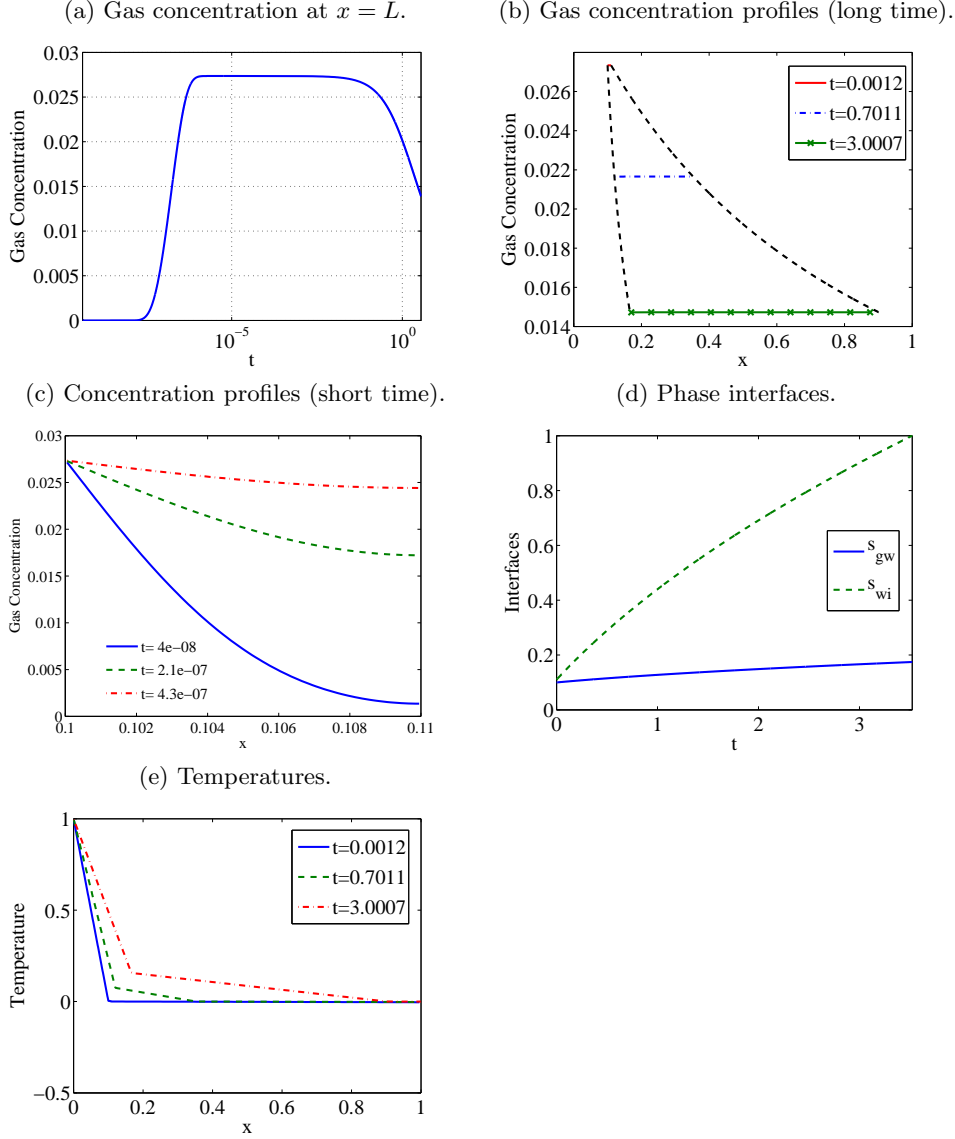 (a) Gas concentration at x = L.
0.03
0.025
0.02
0.015
0.01
0.005
0
10^-5
10^0
t
Gas Concentration
(b) Gas concentration profiles (long time).
0.026
0.024
0.022
0.02
0.018
0.016
0.014
0
0.2
0.4
0.6
0.8
1
x
Gas Concentration
t=0.0012
t=0.7011
t=3.0007
(c) Concentration profiles (short time).
0.03
0.025
0.02
0.015
0.01
0.005
0
0.1
0.102
0.104
0.106
0.108
0.11
x
Gas Concentration
t= 4e−08
t= 2.1e−07
t= 4.3e−07
(d) Phase interfaces.
1
0.8
0.6
0.4
0.2
0
0
1
2
3
t
Interfaces
s_gw
s_wi
(e) Temperatures.
1
0.5
0
−0.5
0
0.2
0.4
0.6
0.8
1
x
Temperature
t=0.0012
t=0.7011
t=3.0007